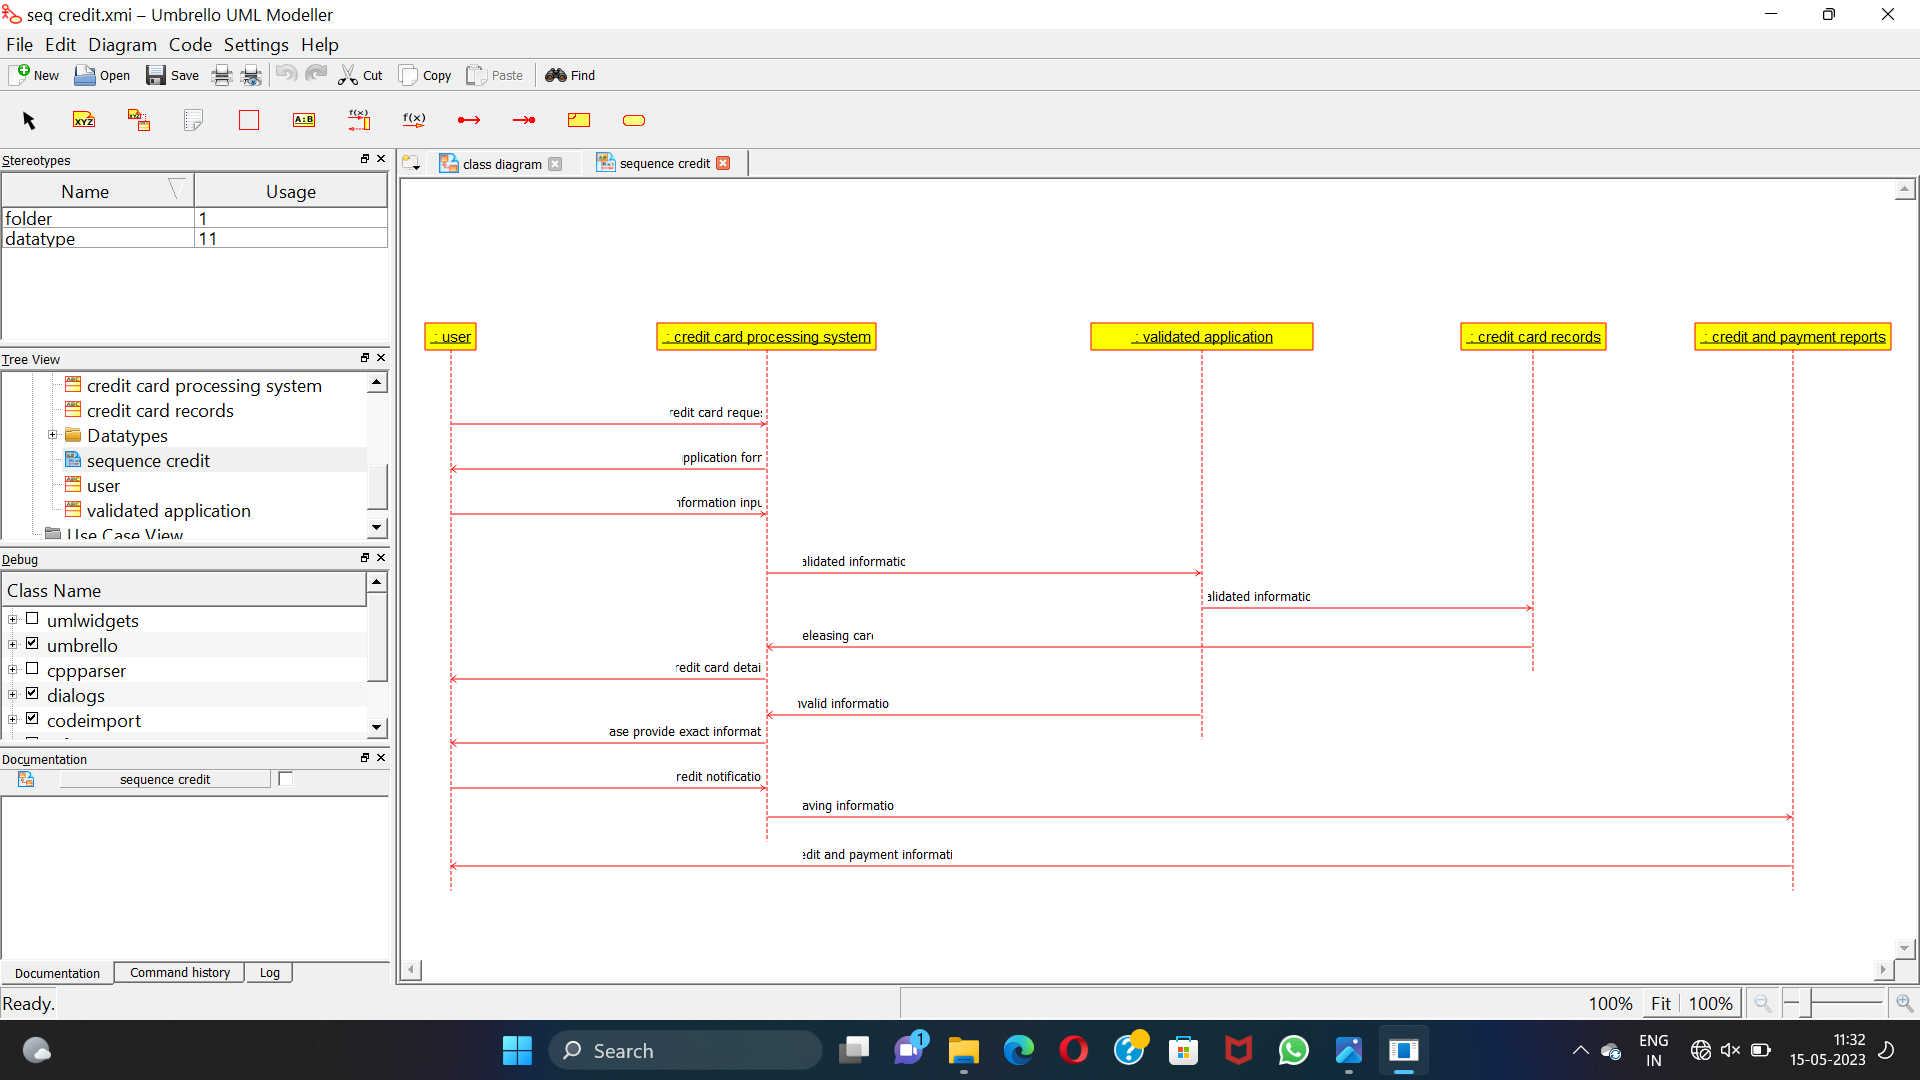 seq credit.xmi – Umbrello UML Modeller
File Edit Diagram Code Settings Help
New Open Save Cut Copy Paste Find
XYZ XYZ A:B f(x) f(x)
Stereotypes
class diagram sequence credit
Name Usage
folder 1
datatype 11
Tree View
credit card processing system
credit card records
Datatypes
sequence credit
user
validated application
Use Case View
Debug
Class Name
umlwidgets
umbrello
cppparser
dialogs
codeimport
Documentation
sequence credit
Documentation Command history Log
: user : credit card processing system : validated application : credit card records : credit and payment reports
redit card reques
pplication forr
nformation inpu
alidated informatic
alidated informatic
eleasing card
redit card detai
nvalid informatio
ase provide exact informat
redit notificatio
aving informatio
edit and payment informati
Ready.
100% Fit 100%
Search
1
ENG
IN
11:32
15-05-2023